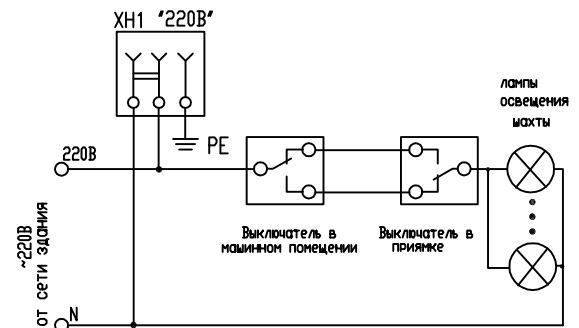 XH1 "220В"
лампы
освещения
шахты
PE
220В
Выключатель в
машинном помещении
Выключатель в
приямке
~220В
от сети здания
N